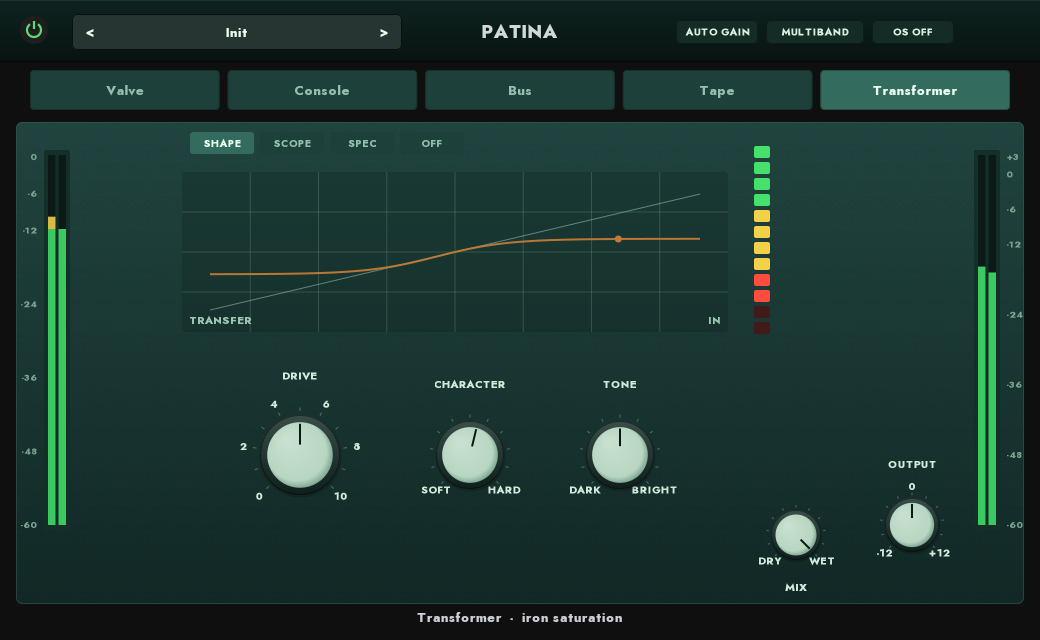 < Init >
PATINA
AUTO GAIN MULTIBAND OS OFF
Valve Console Bus Tape Transformer
SHAPE SCOPE SPEC OFF
0
-6
-12
-24
-36
-48
-60
TRANSFER IN
+3
0
-6
-12
-24
-36
-48
-60
DRIVE
0 2 4 6 8 10
CHARACTER
SOFT HARD
TONE
DARK BRIGHT
DRY WET
MIX
OUTPUT
0
-12 +12
Transformer - iron saturation